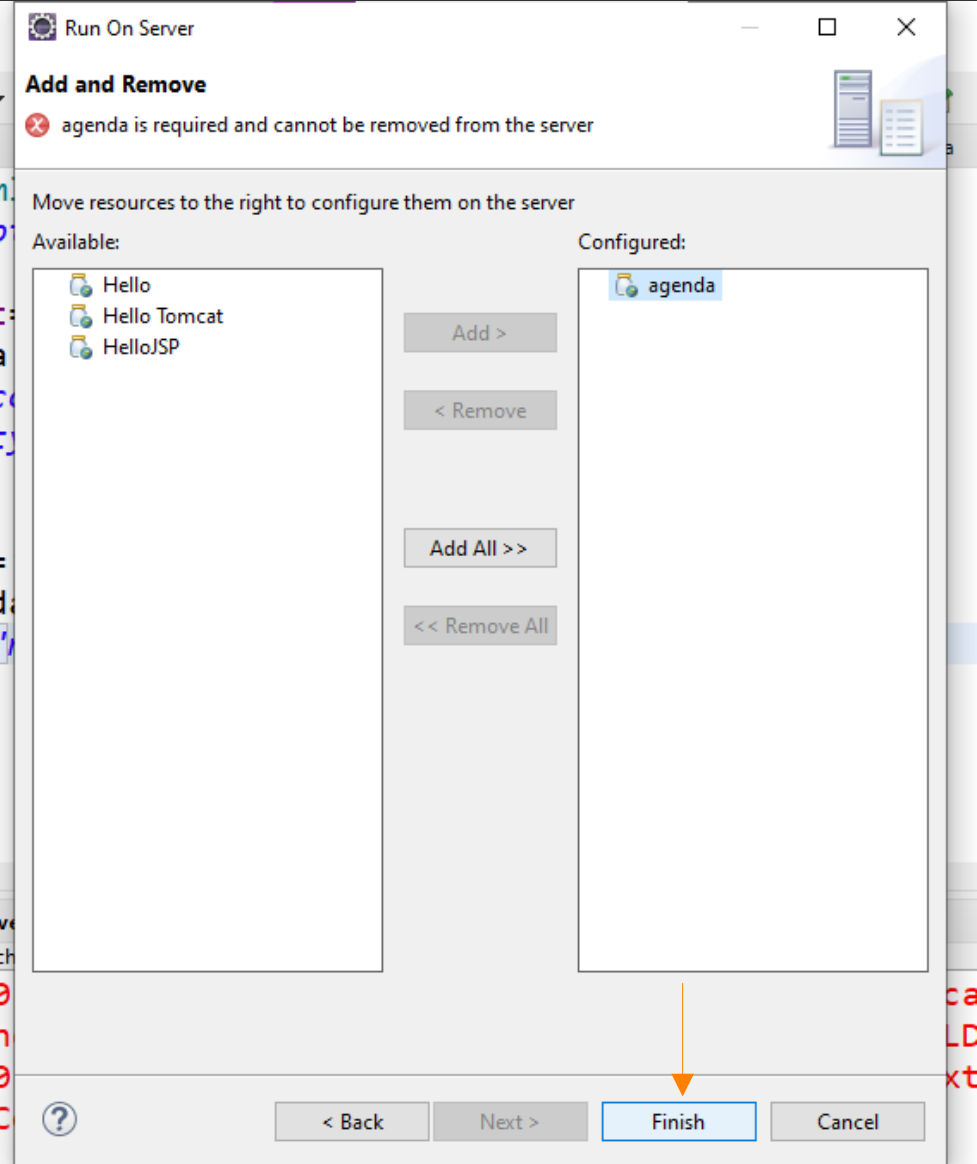 Run On Server
Add and Remove
agenda is required and cannot be removed from the server
Move resources to the right to configure them on the server
Available:
Configured:
Hello
Hello Tomcat
HelloJSP
agenda
Add >
< Remove
Add All >>
<< Remove All
< Back
Next >
Finish
Cancel